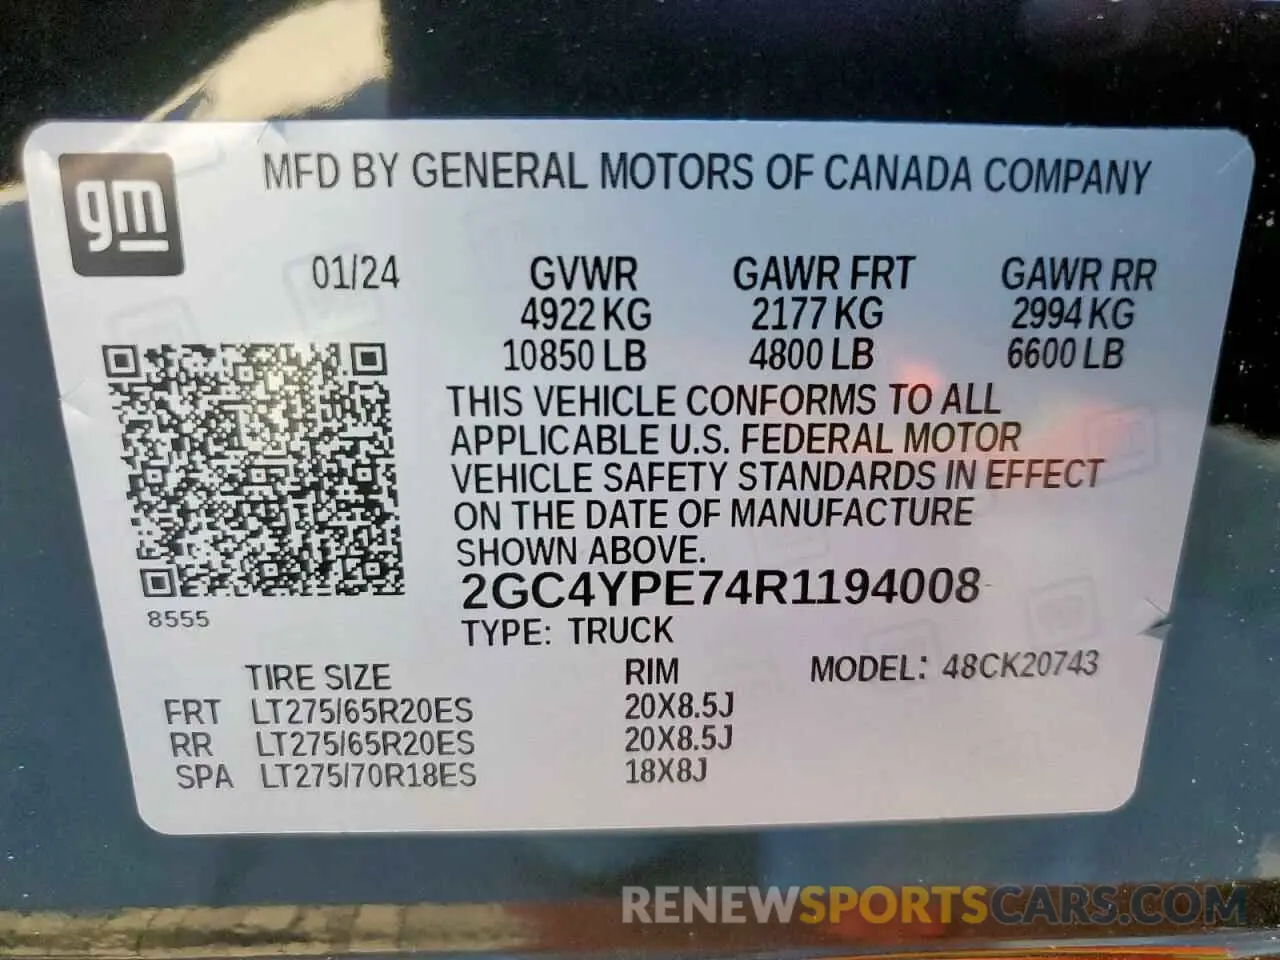 gm
MFD BY GENERAL MOTORS OF CANADA COMPANY
01/24 GVWR GAWR FRT GAWR RR
4922 KG 2177 KG 2994 KG
10850 LB 4800 LB 6600 LB
THIS VEHICLE CONFORMS TO ALL
APPLICABLE U.S. FEDERAL MOTOR
VEHICLE SAFETY STANDARDS IN EFFECT
ON THE DATE OF MANUFACTURE
SHOWN ABOVE.
2GC4YPE74R1194008
8555
TYPE: TRUCK
TIRE SIZE RIM MODEL: 48CK20743
FRT LT275/65R20ES 20X8.5J
RR LT275/65R20ES 20X8.5J
SPA LT275/70R18ES 18X8J
RENEWSPORTSCARS.COM